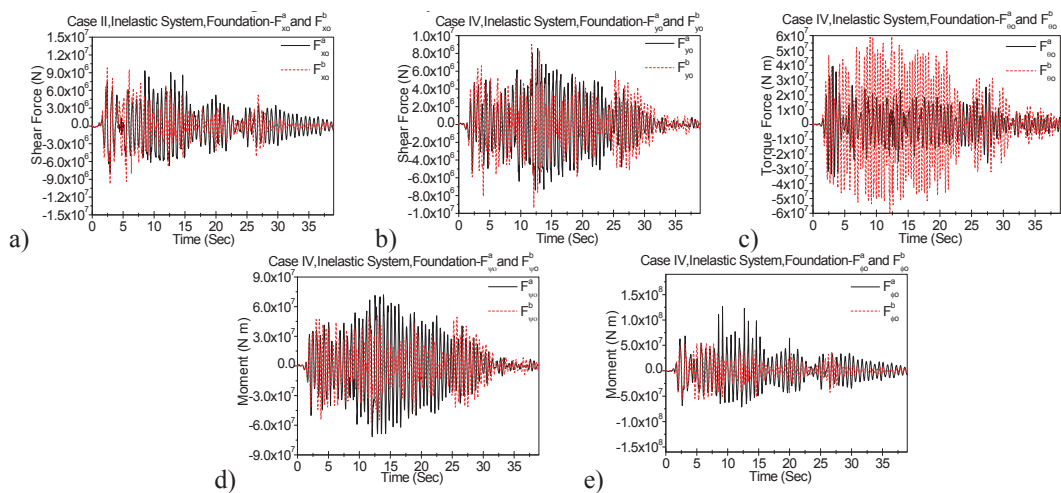 Case II,Inelastic System,Foundation-F^a_xo and F^b_xo
1.5x10^7
1.2x10^7
9.0x10^6
6.0x10^6
3.0x10^6
0.0
-3.0x10^6
-6.0x10^6
-9.0x10^6
-1.2x10^7
-1.5x10^7
Shear Force (N)
F^a_xo
F^b_xo
0 5 10 15 20 25 30 35
Time (Sec)
a)
Case IV,Inelastic System,Foundation-F^a_yo and F^b_yo
1.0x10^7
8.0x10^6
6.0x10^6
4.0x10^6
2.0x10^6
0.0
-2.0x10^6
-4.0x10^6
-6.0x10^6
-8.0x10^6
-1.0x10^7
Shear Force (N)
F^a_yo
F^b_yo
0 5 10 15 20 25 30 35
Time (Sec)
b)
Case IV,Inelastic System,Foundation-F^a_θo and F^b_θo
6x10^7
5x10^7
4x10^7
3x10^7
2x10^7
1x10^7
0.0
-1x10^7
-2x10^7
-3x10^7
-4x10^7
-5x10^7
-6x10^7
Torque Force (N m)
F^a_θo
F^b_θo
0 5 10 15 20 25 30 35
Time (Sec)
c)
Case IV,Inelastic System,Foundation-F^a_ψo and F^b_ψo
9.0x10^7
6.0x10^7
3.0x10^7
0.0
-3.0x10^7
-6.0x10^7
-9.0x10^7
Moment (N m)
F^a_ψo
F^b_ψo
0 5 10 15 20 25 30 35
Time (Sec)
d)
Case IV,Inelastic System,Foundation-F^a_ϕo and F^b_ϕo
1.5x10^8
1.0x10^8
5.0x10^7
0.0
-5.0x10^7
-1.0x10^8
-1.5x10^8
Moment (N m)
F^a_ϕo
F^b_ϕo
0 5 10 15 20 25 30 35
Time (Sec)
e)